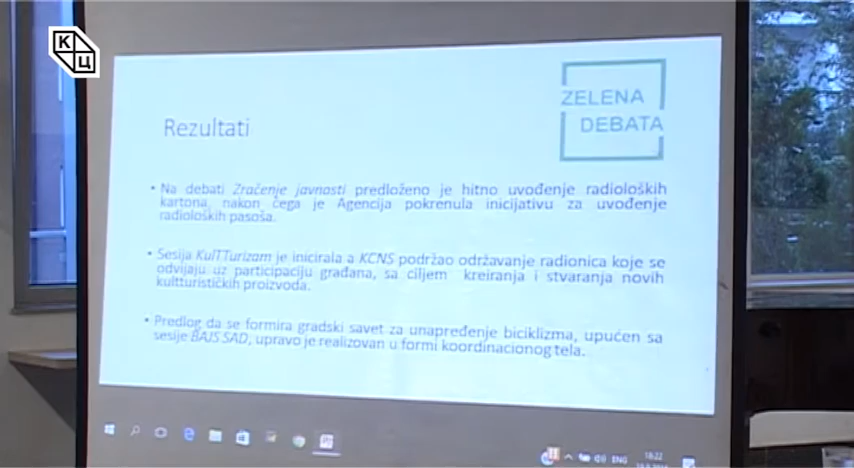 К
Ц
ZELENA
DEBATA
Rezultati
• Na debati Zračenje javnosti predloženo je hitno uvođenje radioloških
kartona, nakon čega je Agencija pokrenula inicijativu za uvođenje
radioloških pasoša.
• Sesija KulTTurizam je inicirala a KCNS podržao održavanje radionica koje se
odvijaju uz participaciju građana, sa ciljem kreiranja i stvaranja novih
kultturističkih proizvoda.
• Predlog da se formira gradski savet za unapređenje biciklizma, upućen sa
sesije BAJS SAD, upravo je realizovan u formi koordinacionog tela.
ENG
18:22